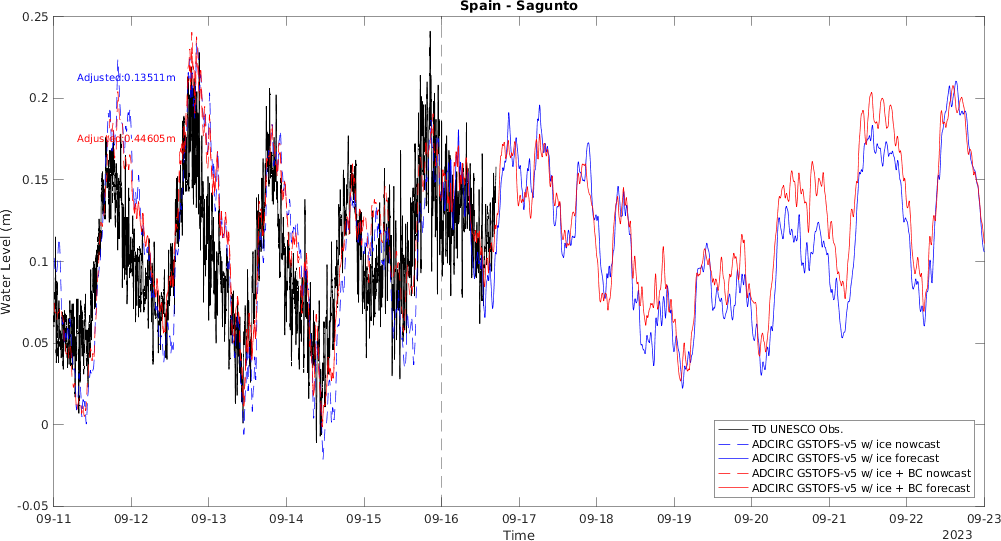 Spain - Sagunto
0.25
0.2
0.15
0.1
0.05
0
-0.05
Water Level (m)
Adjusted:0.13511m
Adjusted:0.44605m
09-11
09-12
09-13
09-14
09-15
09-16
09-17
09-18
09-19
09-20
09-21
09-22
09-23
Time
2023
TD UNESCO Obs.
ADCIRC GSTOFS-v5 w/ ice nowcast
ADCIRC GSTOFS-v5 w/ ice forecast
ADCIRC GSTOFS-v5 w/ ice + BC nowcast
ADCIRC GSTOFS-v5 w/ ice + BC forecast